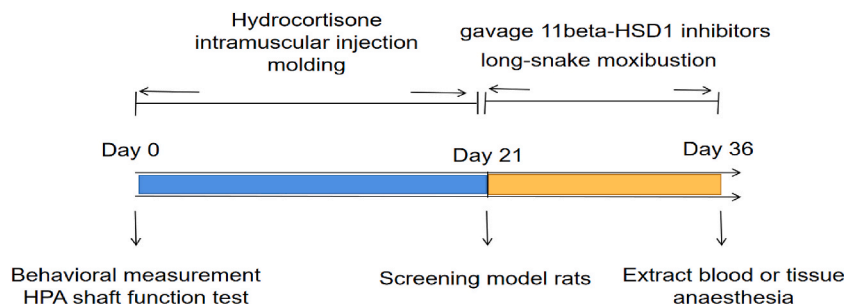 Hydrocortisone
intramuscular injection
molding
gavage 11beta-HSD1 inhibitors
long-snake moxibustion
Day 0
Day 21
Day 36
Behavioral measurement
HPA shaft function test
Screening model rats
Extract blood or tissue
anaesthesia